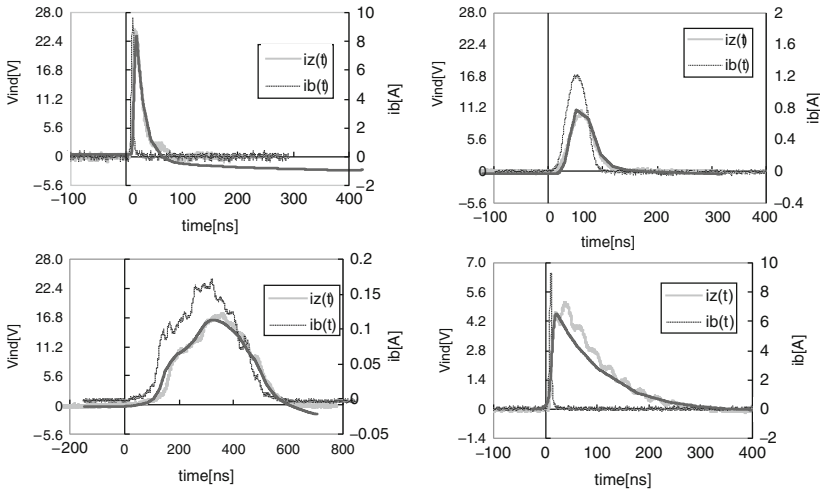 28.0
22.4
16.8
11.2
5.6
0
−5.6
Vind[V]
10
8
6
4
2
0
−2
ib[A]
iz(t)
ib(t)
−100 0 100 200 300 400
time[ns]
28.0
22.4
16.8
11.2
5.6
0
−5.6
Vind[V]
2
1.6
1.2
0.8
0.4
0
−0.4
ib[A]
iz(t)
ib(t)
−100 0 100 200 300 400
time[ns]
28.0
22.4
16.8
11.2
5.6
0
−5.6
Vind[V]
0.2
0.15
0.1
0.05
0
−0.05
ib[A]
iz(t)
ib(t)
−200 0 200 400 600 800
time[ns]
7.0
5.6
4.2
2.8
1.4
0
−1.4
Vind[V]
10
8
6
4
2
0
−2
ib[A]
iz(t)
ib(t)
−100 0 100 200 300 400
time[ns]